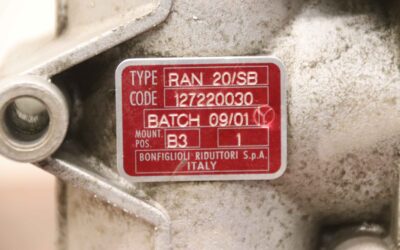 TYPE RAN 20/SB
CODE 127220030
BATCH 09/01
MOUNT. POS. B3 1
BONFIGLIOLI RIDUTTORI S.p.A.
ITALY